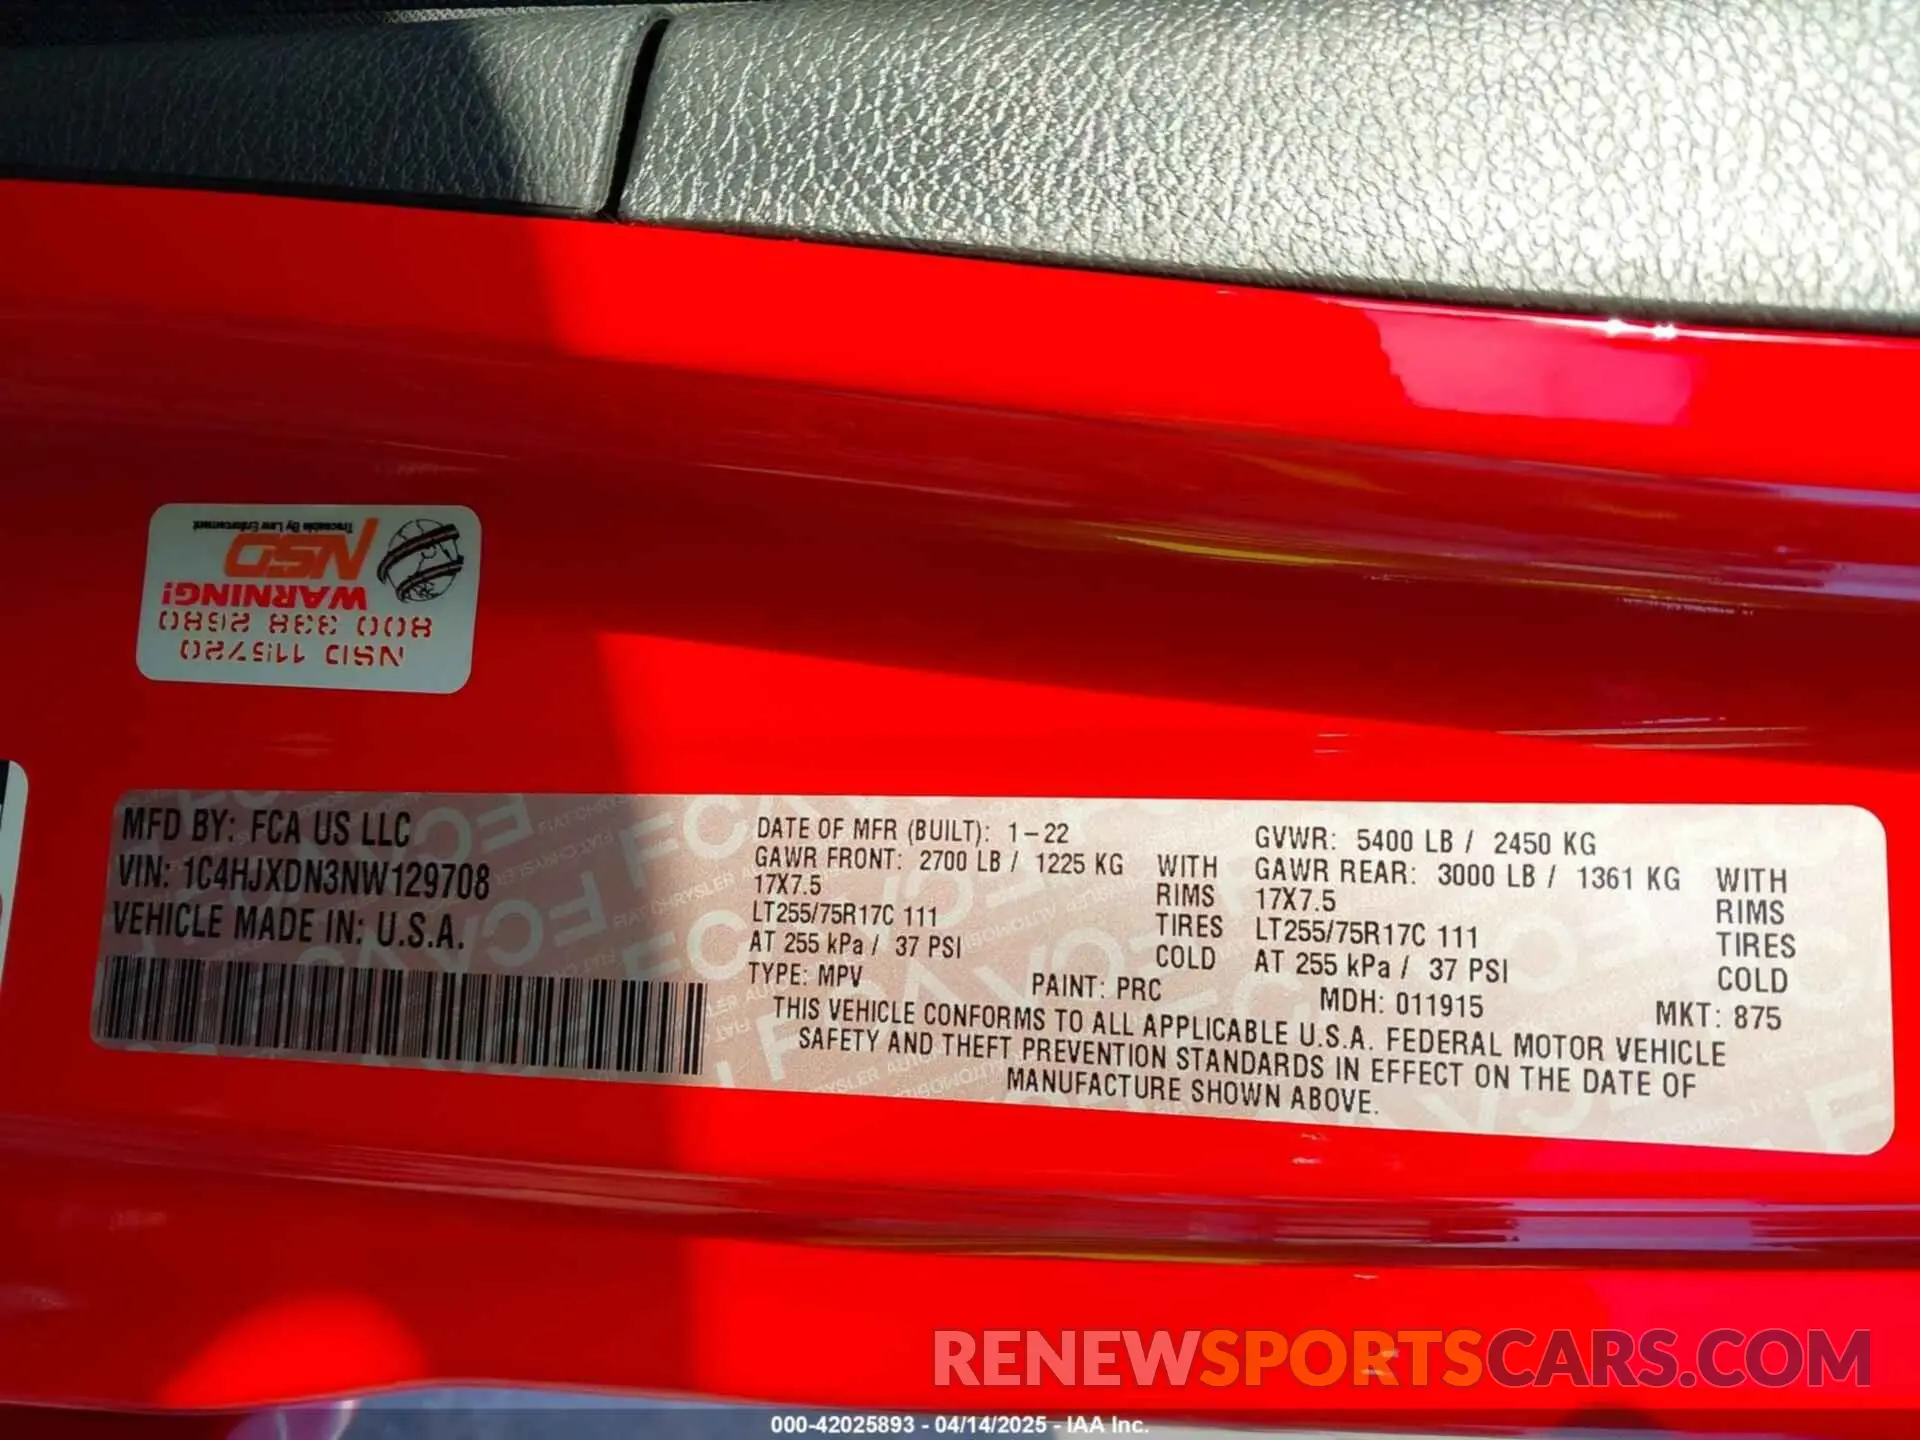 Traceable By Law Enforcement
NSD
WARNING!
800 338 2680
NSD 115720
MFD BY: FCA US LLC
VIN: 1C4HJXDN3NW129708
VEHICLE MADE IN: U.S.A.
DATE OF MFR (BUILT): 1-22
GAWR FRONT: 2700 LB / 1225 KG WITH
17X7.5 RIMS
LT255/75R17C 111 TIRES
AT 255 kPa / 37 PSI COLD
GVWR: 5400 LB / 2450 KG
GAWR REAR: 3000 LB / 1361 KG WITH
17X7.5 RIMS
LT255/75R17C 111 TIRES
AT 255 kPa / 37 PSI COLD
TYPE: MPV PAINT: PRC MDH: 011915 MKT: 875
THIS VEHICLE CONFORMS TO ALL APPLICABLE U.S.A. FEDERAL MOTOR VEHICLE
SAFETY AND THEFT PREVENTION STANDARDS IN EFFECT ON THE DATE OF
MANUFACTURE SHOWN ABOVE.
RENEWSPORTSCARS.COM
000-42025893 - 04/14/2025 - IAA Inc.